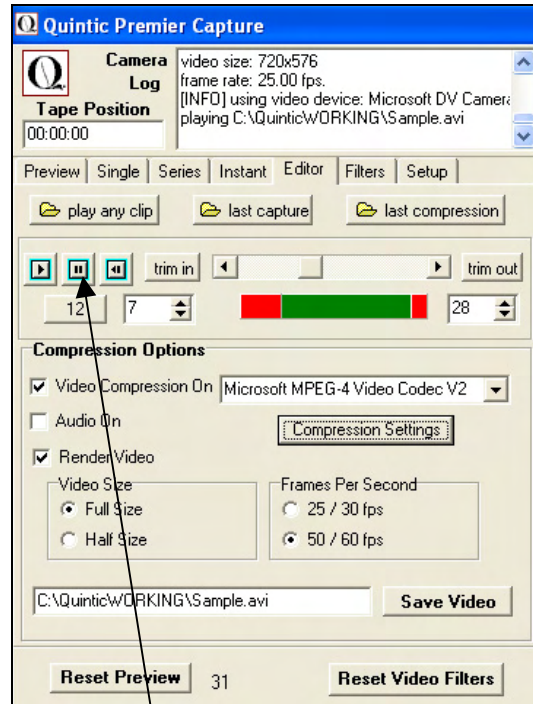 Quintic Premier Capture
Camera Log
video size: 720x576
frame rate: 25.00 fps.
[INFO] using video device: Microsoft DV Camera
playing C:\QuinticWORKING\Sample.avi
Tape Position
00:00:00
Preview Single Series Instant Editor Filters Setup
play any clip last capture last compression
trim in trim out
12 7 28
Compression Options
Video Compression On Microsoft MPEG-4 Video Codec V2
Audio On Compression Settings
Render Video
Video Size Frames Per Second
Full Size 25 / 30 fps
Half Size 50 / 60 fps
C:\QuinticWORKING\Sample.avi Save Video
Reset Preview 31 Reset Video Filters